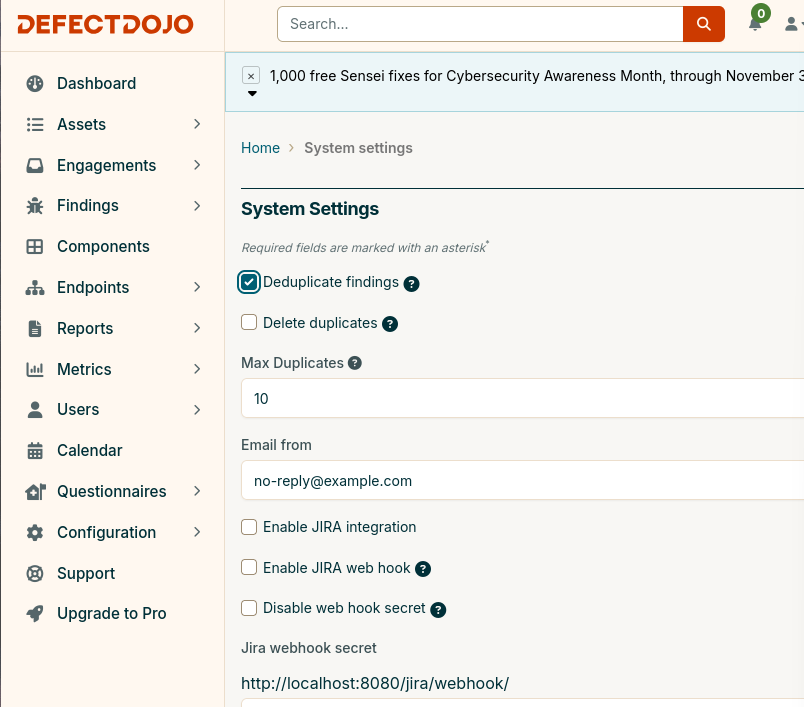 DEFECTDOJO
Search...
0
Dashboard
Assets
Engagements
Findings
Components
Endpoints
Reports
Metrics
Users
Calendar
Questionnaires
Configuration
Support
Upgrade to Pro
× 1,000 free Sensei fixes for Cybersecurity Awareness Month, through November 3
Home › System settings
System Settings
Required fields are marked with an asterisk*
Deduplicate findings ?
Delete duplicates ?
Max Duplicates ?
10
Email from
no-reply@example.com
Enable JIRA integration
Enable JIRA web hook ?
Disable web hook secret ?
Jira webhook secret
http://localhost:8080/jira/webhook/